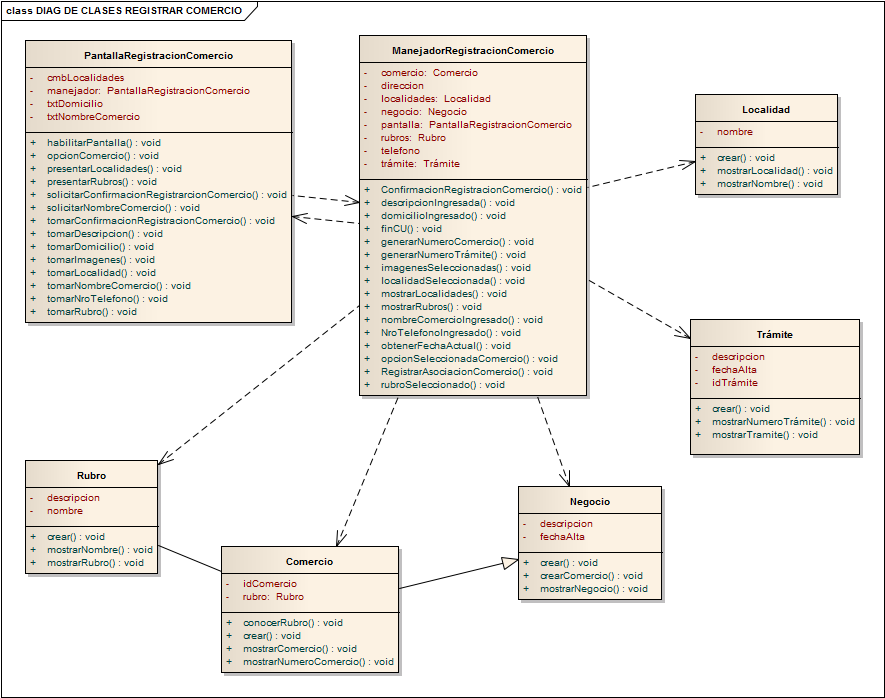 class DIAG DE CLASES REGISTRAR COMERCIO
PantallaRegistracionComercio
- cmbLocalidades
- manejador: PantallaRegistracionComercio
- txtDomicilio
- txtNombreComercio
+ habilitarPantalla() : void
+ opcionComercio() : void
+ presentarLocalidades() : void
+ presentarRubros() : void
+ solicitarConfirmacionRegistrarcionComercio() : void
+ solicitarNombreComercio() : void
+ tomarConfirmacionRegistracionComercio() : void
+ tomarDescripcion() : void
+ tomarDomicilio() : void
+ tomarImagenes() : void
+ tomarLocalidad() : void
+ tomarNombreComercio() : void
+ tomarNroTelefono() : void
+ tomarRubro() : void
ManejadorRegistracionComercio
- comercio: Comercio
- direccion
- localidades: Localidad
- negocio: Negocio
- pantalla: PantallaRegistracionComercio
- rubros: Rubro
- telefono
- trámite: Trámite
+ ConfirmacionRegistracionComercio() : void
+ descripcionIngresada() : void
+ domicilioIngresado() : void
+ finCU() : void
+ generarNumeroComercio() : void
+ generarNumeroTrámite() : void
+ imagenesSeleccionadas() : void
+ localidadSeleccionada() : void
+ mostrarLocalidades() : void
+ mostrarRubros() : void
+ nombreComercioIngresado() : void
+ NroTelefonoIngresado() : void
+ obtenerFechaActual() : void
+ opcionSeleccionadaComercio() : void
+ RegistrarAsociacionComercio() : void
+ rubroSeleccionado() : void
Localidad
- nombre
+ crear() : void
+ mostrarLocalidad() : void
+ mostrarNombre() : void
Trámite
- descripcion
- fechaAlta
- idTrámite
+ crear() : void
+ mostrarNumeroTrámite() : void
+ mostrarTramite() : void
Rubro
- descripcion
- nombre
+ crear() : void
+ mostrarNombre() : void
+ mostrarRubro() : void
Comercio
- idComercio
- rubro: Rubro
+ conocerRubro() : void
+ crear() : void
+ mostrarComercio() : void
+ mostrarNumeroComercio() : void
Negocio
- descripcion
- fechaAlta
+ crear() : void
+ crearComercio() : void
+ mostrarNegocio() : void